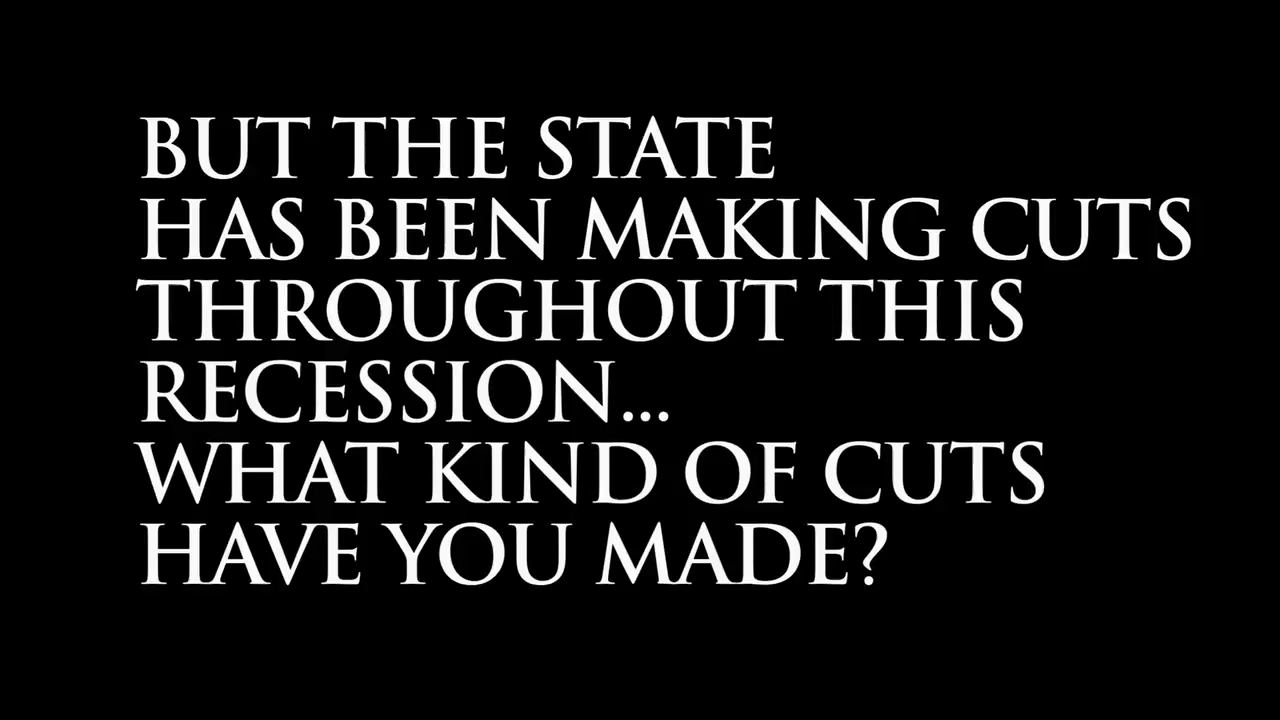 BUT THE STATE
HAS BEEN MAKING CUTS
THROUGHOUT THIS
RECESSION...
WHAT KIND OF CUTS
HAVE YOU MADE?